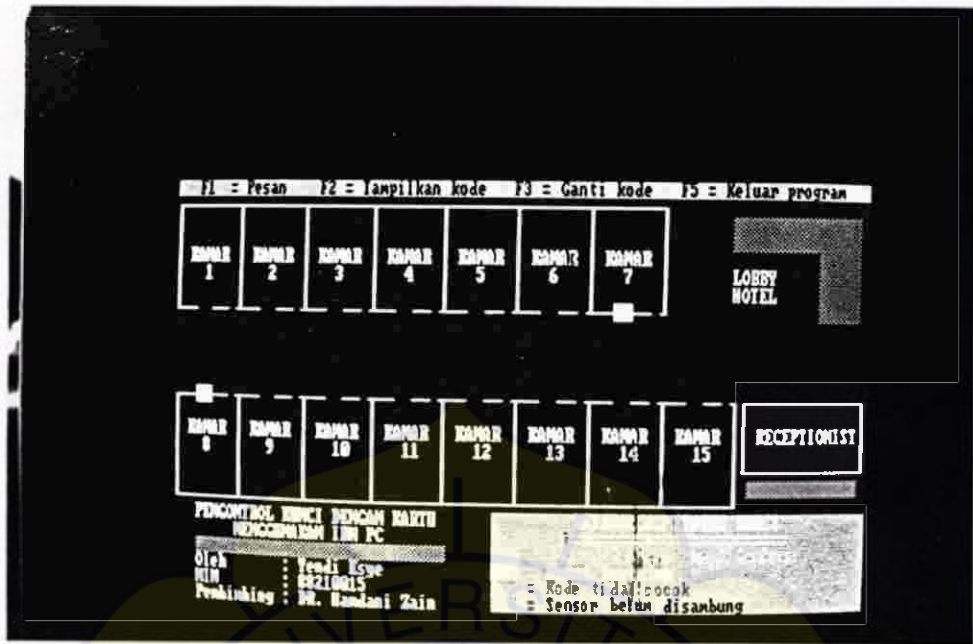 F1 = Pesan F2 = Tampilkan kode F3 = Ganti kode F5 = Keluar program
KAMAR 1
KAMAR 2
KAMAR 3
KAMAR 4
KAMAR 5
KAMAR 6
KAMAR 7
LOBBY
HOTEL
KAMAR 8
KAMAR 9
KAMAR 10
KAMAR 11
KAMAR 12
KAMAR 13
KAMAR 14
KAMAR 15
RECEPTIONIST
PENGONTROL KUNCI DENGAN KARTU
MENGGUNAKAN IBM PC
Oleh : Yendi Esye
NIM : 88210015
Pembimbing : DR. Hamdani Zain
= Kode tidak cocok
= Sensor belum disambung
VERS